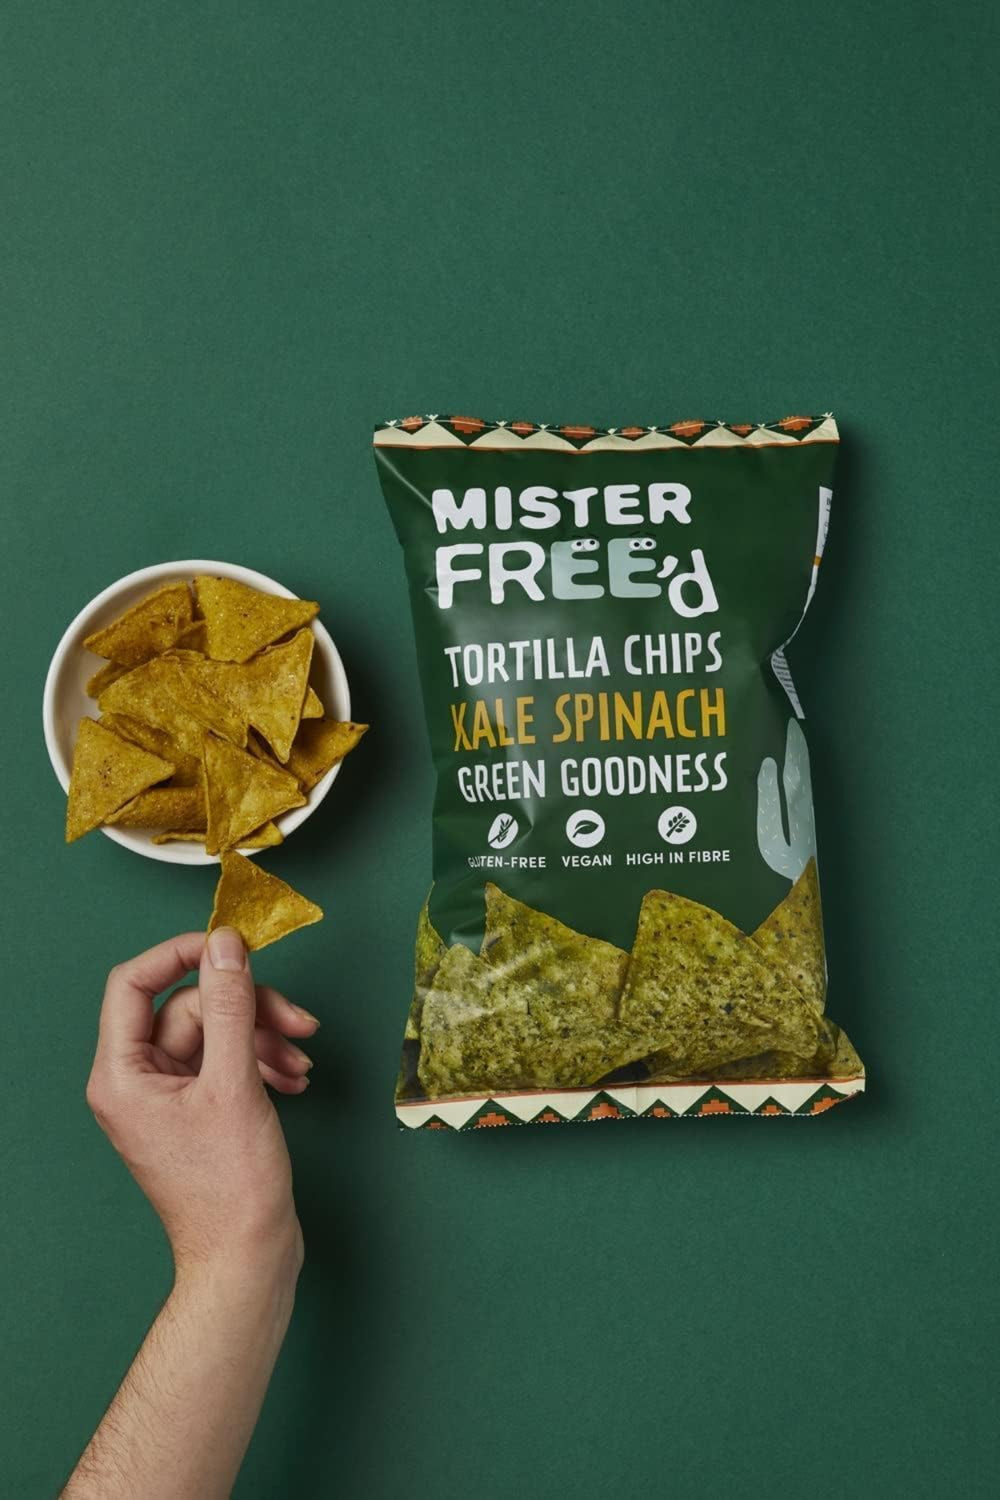 MISTER
FREE'd
TORTILLA CHIPS
KALE SPINACH
GREEN GOODNESS
GLUTEN-FREE VEGAN HIGH IN FIBRE